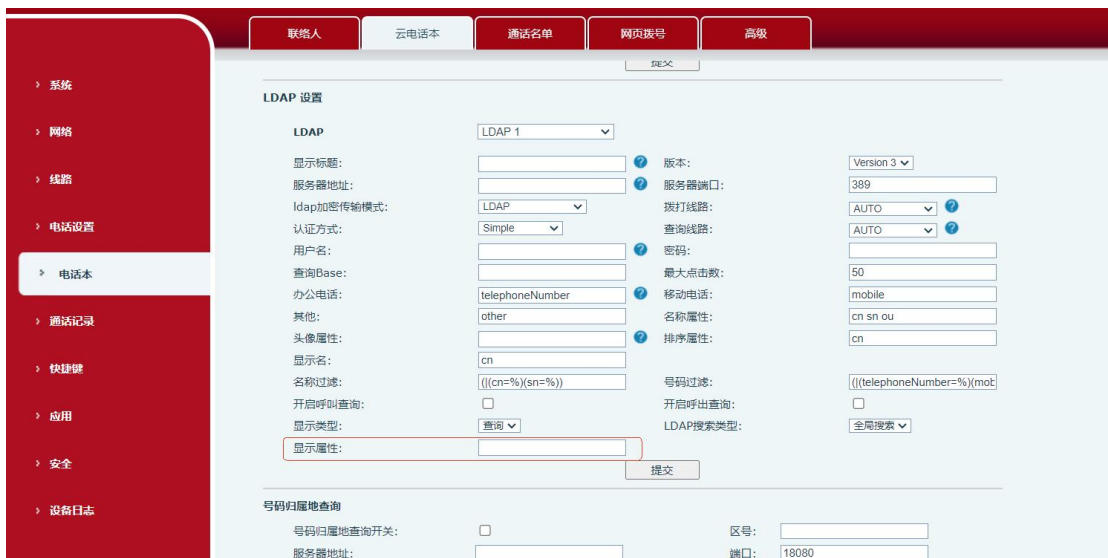 联络人 云电话本 通话名单 网页拨号 高级
提交
系统
网络
线路
电话设置
电话本
通话记录
快捷键
应用
安全
设备日志
LDAP 设置
LDAP LDAP 1
显示标题: 版本: Version 3
服务器地址: 服务器端口: 389
ldap加密传输模式: LDAP 拨打线路: AUTO
认证方式: Simple 查询线路: AUTO
用户名: 密码:
查询Base: 最大点击数: 50
办公电话: telephoneNumber 移动电话: mobile
其他: other 名称属性: cn sn ou
头像属性: 排序属性: cn
显示名: cn
名称过滤: (|(cn=%)(sn=%)) 号码过滤: (|(telephoneNumber=%)(mob
开启呼叫查询: 开启呼出查询:
显示类型: 查询 LDAP搜索类型: 全局搜索
显示属性:
提交
号码归属地查询
号码归属地查询开关: 区号:
服务器地址: 端口: 18080